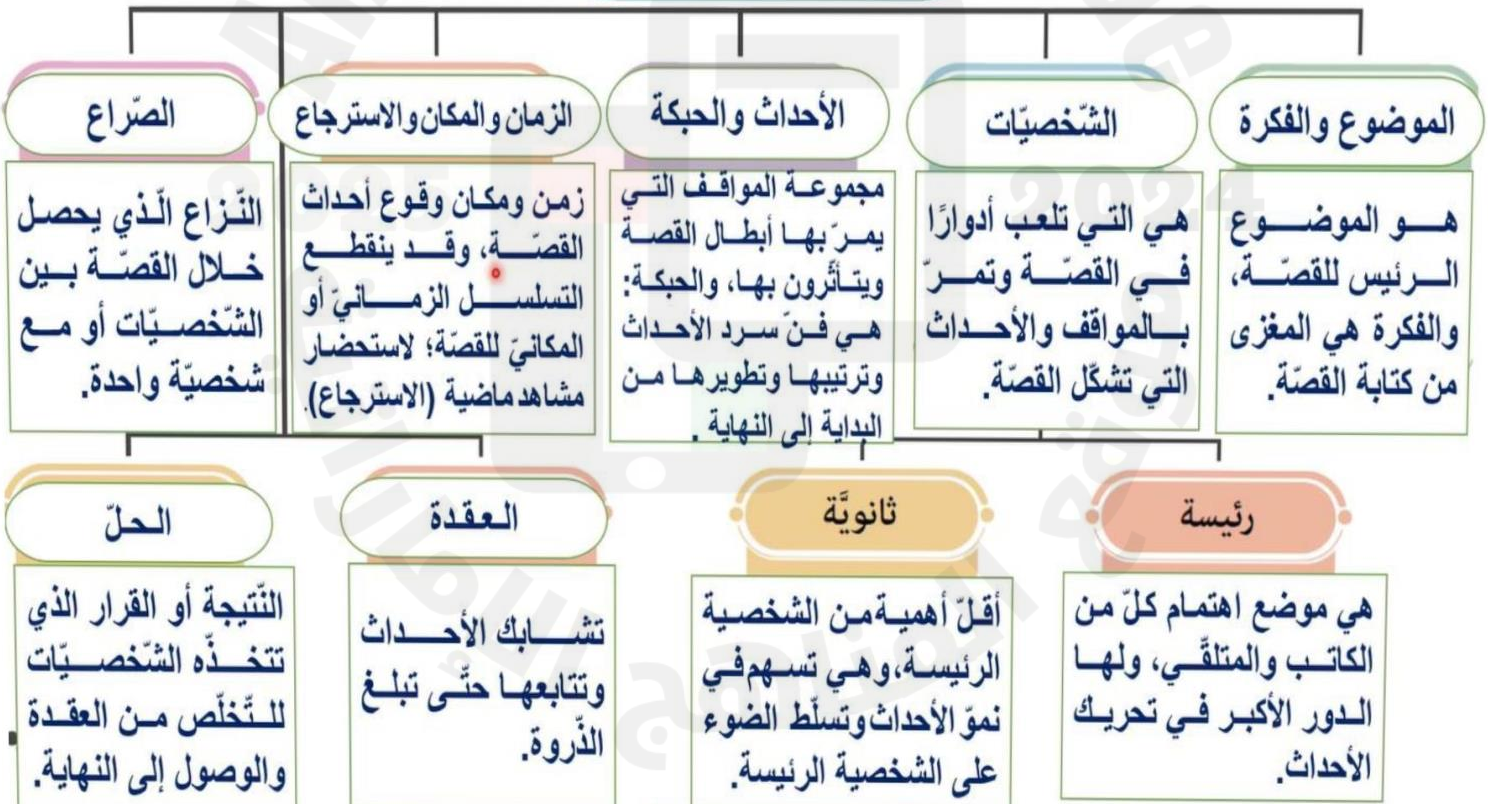 الموضوع والفكرة
هو الموضوع
الرئيس للقصّة،
والفكرة هي المغزى
من كتابة القصّة.
الشّخصيّات
هي التي تلعب أدوارًا
في القصّة وتمرّ
بالمواقف والأحداث
التي تشكّل القصّة.
الأحداث والحبكة
مجموعة المواقف التي
يمرّ بها أبطال القصة
ويتأثّرون بها، والحبكة:
هي فنّ سرد الأحداث
وترتيبها وتطويرها من
البداية إلى النهاية .
الزمان والمكان والاسترجاع
زمن ومكان وقوع أحداث
القصّة، وقد ينقطع
التسلسل الزمانيّ أو
المكانيّ للقصّة؛ لاستحضار
مشاهد ماضية (الاسترجاع).
الصّراع
النّزاع الّذي يحصل
خلال القصّة بين
الشّخصيّات أو مع
شخصيّة واحدة.
رئيسة
هي موضع اهتمام كلّ من
الكاتب والمتلقّي، ولها
الدور الأكبر في تحريك
الأحداث.
ثانويَّة
أقلّ أهمية من الشخصية
الرئيسة، وهي تسهم في
نموّ الأحداث وتسلّط الضوء
على الشخصية الرئيسة.
العقدة
تشابك الأحداث
وتتابعها حتّى تبلغ
الذّروة.
الحلّ
النّتيجة أو القرار الذي
تتخذّه الشّخصيّات
للتّخلّص من العقدة
والوصول إلى النهاية.
2024
2025
المناهج الإماراتية